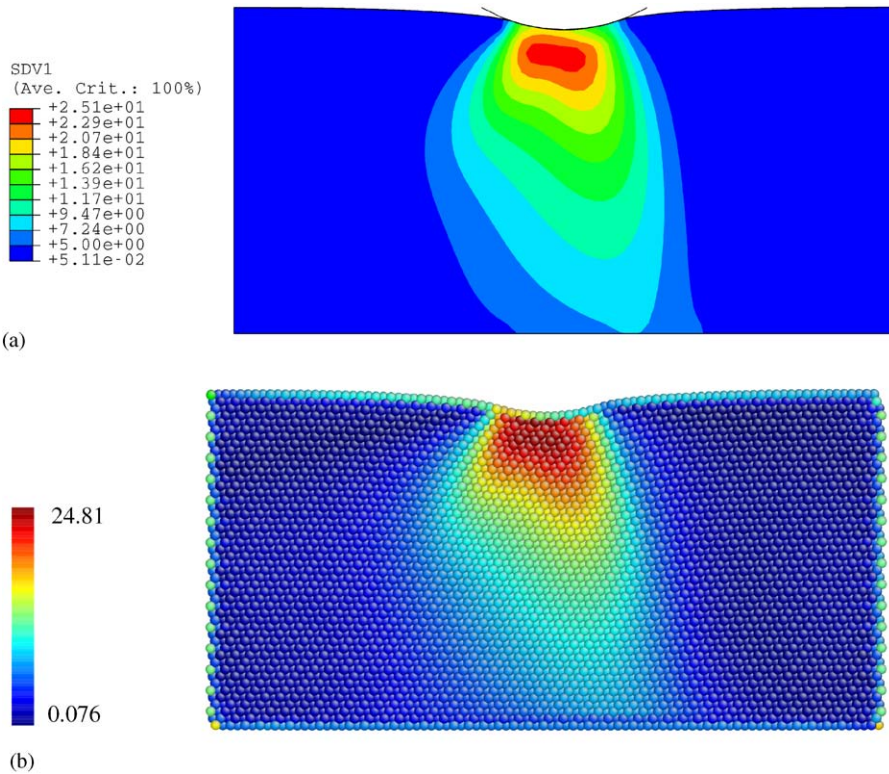 SDV1
(Ave. Crit.: 100%)
+2.51e+01
+2.29e+01
+2.07e+01
+1.84e+01
+1.62e+01
+1.39e+01
+1.17e+01
+9.47e+00
+7.24e+00
+5.00e+00
+5.11e-02
(a)
24.81
0.076
(b)